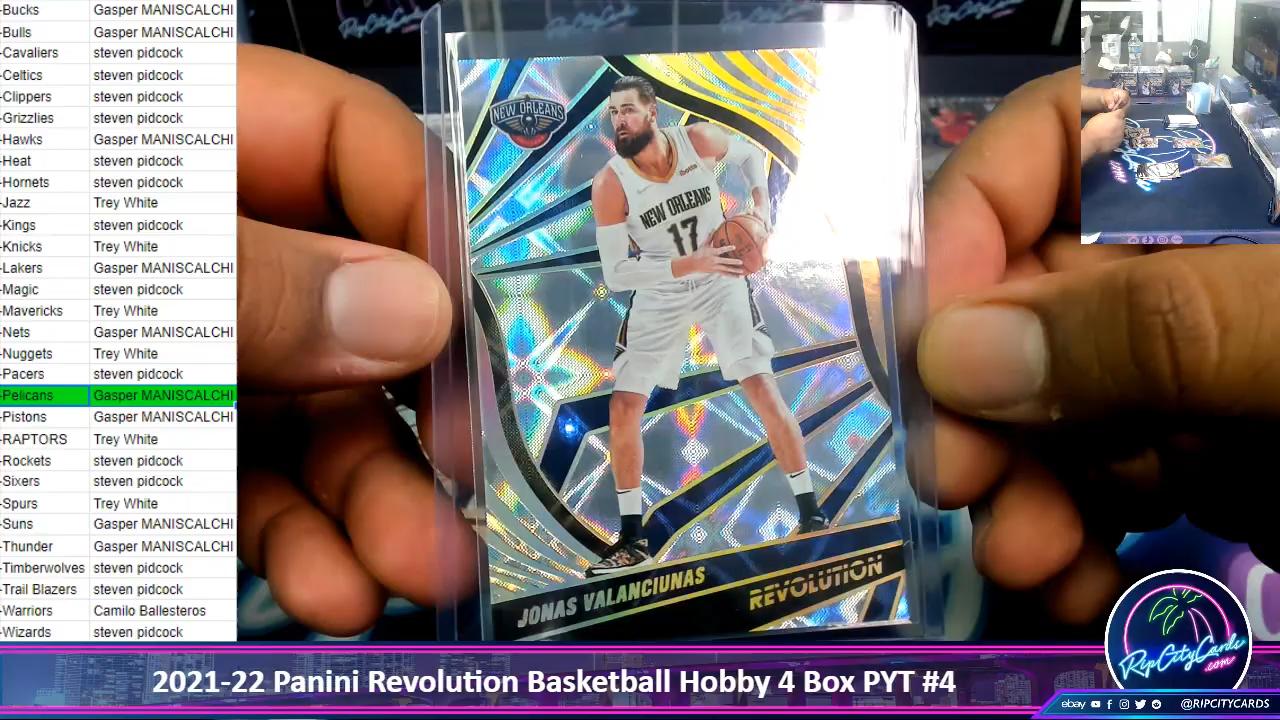 -Bucks Gasper MANISCALCHI
-Bulls Gasper MANISCALCHI
-Cavaliers steven pidcock
-Celtics steven pidcock
-Clippers steven pidcock
-Grizzlies steven pidcock
-Hawks Gasper MANISCALCHI
-Heat steven pidcock
-Hornets steven pidcock
-Jazz Trey White
-Kings steven pidcock
-Knicks Trey White
-Lakers Gasper MANISCALCHI
-Magic steven pidcock
-Mavericks Trey White
-Nets Gasper MANISCALCHI
-Nuggets Trey White
-Pacers steven pidcock
-Pelicans Gasper MANISCALCHI
-Pistons Gasper MANISCALCHI
-RAPTORS Trey White
-Rockets steven pidcock
-Sixers steven pidcock
-Spurs Trey White
-Suns Gasper MANISCALCHI
-Thunder Gasper MANISCALCHI
-Timberwolves steven pidcock
-Trail Blazers steven pidcock
-Warriors Camilo Ballesteros
-Wizards steven pidcock
NEW ORLEANS
NEW ORLEANS
17
JONAS VALANCIUNAS
REVOLUTION
RipCityCards
.com
2021-22 Panini Revolution Basketball Hobby 4 Box PYT #4
ebay @RIPCITYCARDS